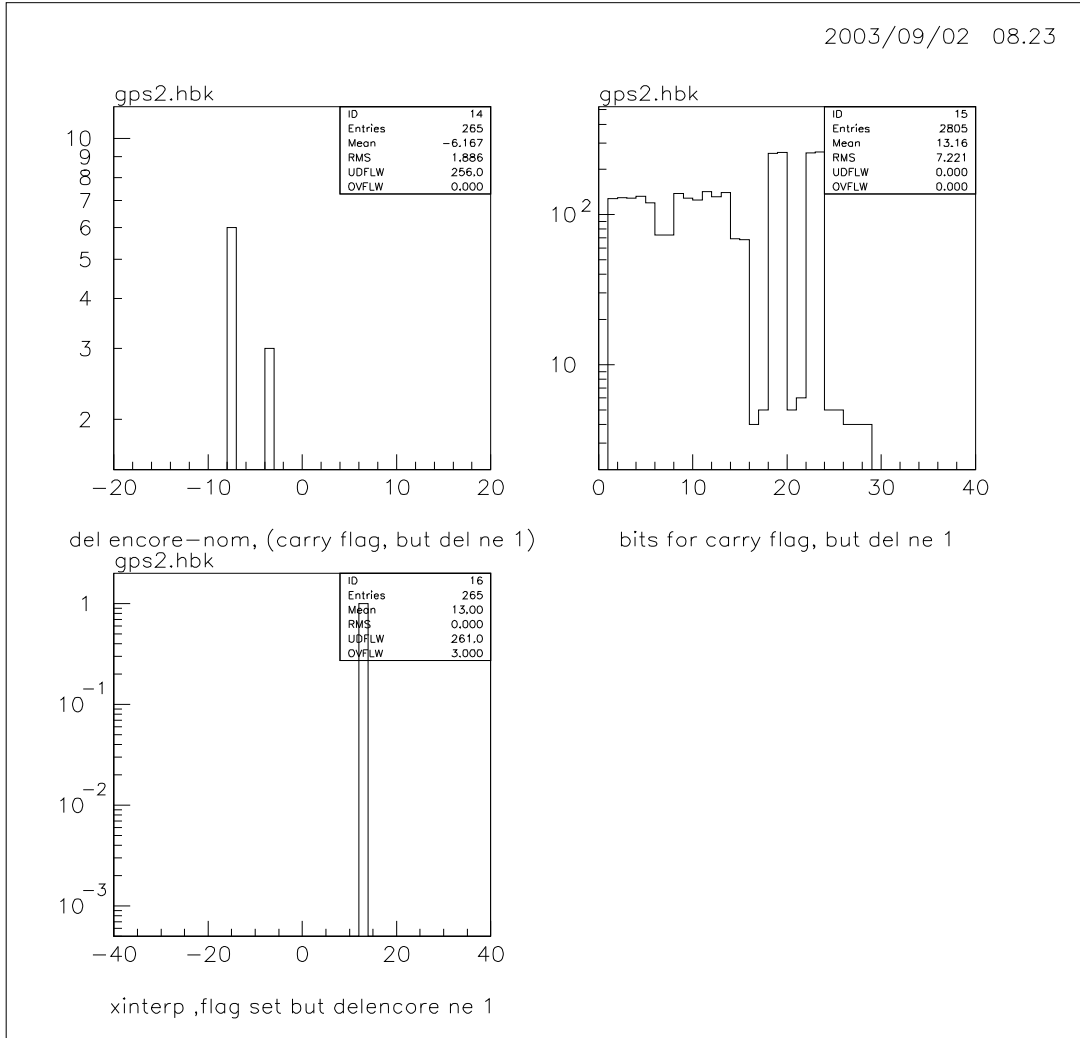 2003/09/02 08.23
gps2.hbk
ID 14
Entries 265
Mean -6.167
RMS 1.886
UDFLW 256.0
OVFLW 0.000
10
9
8
7
6
5
4
3
2
-20 -10 0 10 20
del encore-nom, (carry flag, but del ne 1)
gps2.hbk
ID 15
Entries 2805
Mean 13.16
RMS 7.221
UDFLW 0.000
OVFLW 0.000
10^2
10
0 10 20 30 40
bits for carry flag, but del ne 1
gps2.hbk
ID 16
Entries 265
Mean 13.00
RMS 0.000
UDFLW 261.0
OVFLW 3.000
1
10^-1
10^-2
10^-3
-40 -20 0 20 40
xinterp ,flag set but delencore ne 1